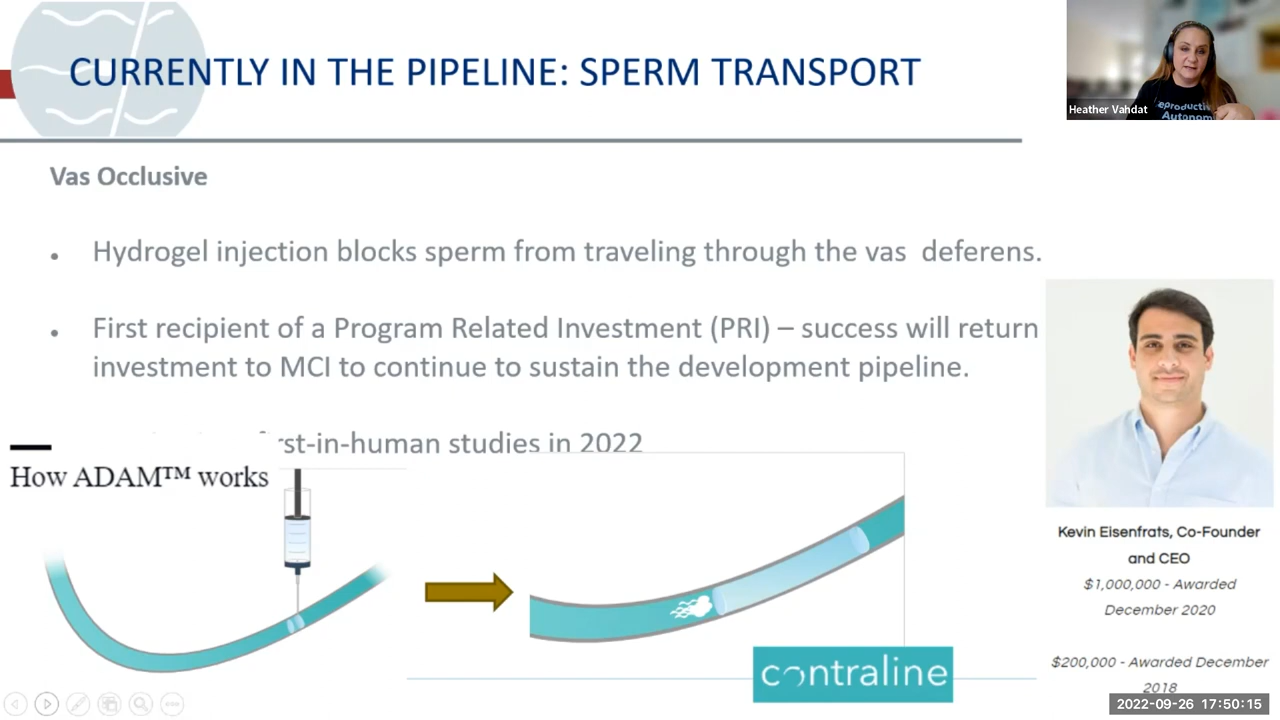 CURRENTLY IN THE PIPELINE: SPERM TRANSPORT
Heather Vahdat
Autonom
Vas Occlusive
Hydrogel injection blocks sperm from traveling through the vas deferens.
First recipient of a Program Related Investment (PRI) – success will return
investment to MCI to continue to sustain the development pipeline.
rst-in-human studies in 2022
How ADAM™ works
contraline
Kevin Eisenfrats, Co-Founder
and CEO
$1,000,000 - Awarded
December 2020
$200,000 - Awarded December
2018
2022-09-26 17:50:15